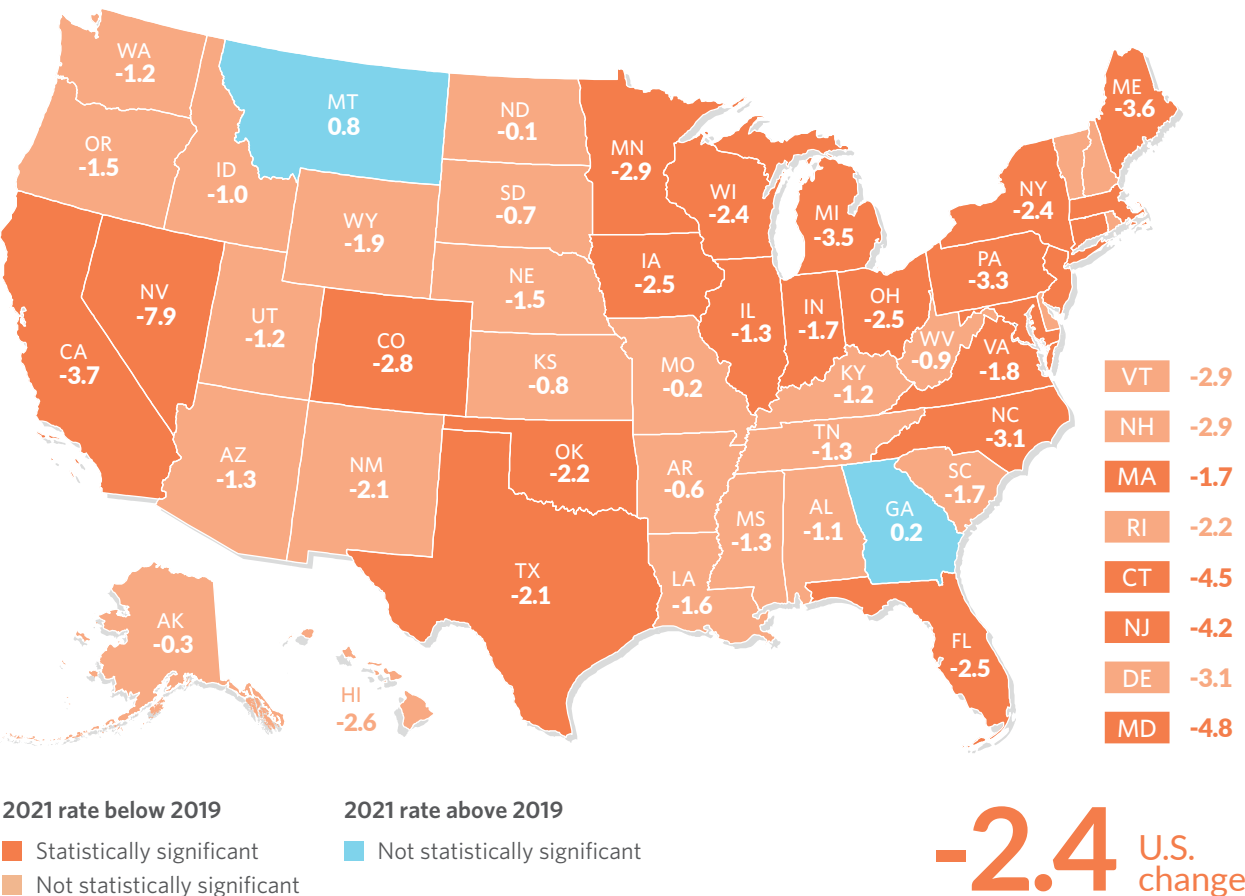 WA
-1.2
MT
0.8
ND
-0.1
MN
-2.9
ME
-3.6
OR
-1.5
ID
-1.0
SD
-0.7
WI
-2.4
MI
-3.5
NY
-2.4
WY
-1.9
NE
-1.5
IA
-2.5
PA
-3.3
NV
-7.9
UT
-1.2
CO
-2.8
IL
-1.3
IN
-1.7
OH
-2.5
CA
-3.7
KS
-0.8
MO
-0.2
KY
-1.2
WV
-0.9
VA
-1.8
AZ
-1.3
NM
-2.1
OK
-2.2
AR
-0.6
TN
-1.3
NC
-3.1
SC
-1.7
MS
-1.3
AL
-1.1
GA
0.2
TX
-2.1
LA
-1.6
FL
-2.5
AK
-0.3
HI
-2.6
VT -2.9
NH -2.9
MA -1.7
RI -2.2
CT -4.5
NJ -4.2
DE -3.1
MD -4.8
2021 rate below 2019
Statistically significant
Not statistically significant
2021 rate above 2019
Not statistically significant
-2.4 U.S.
change